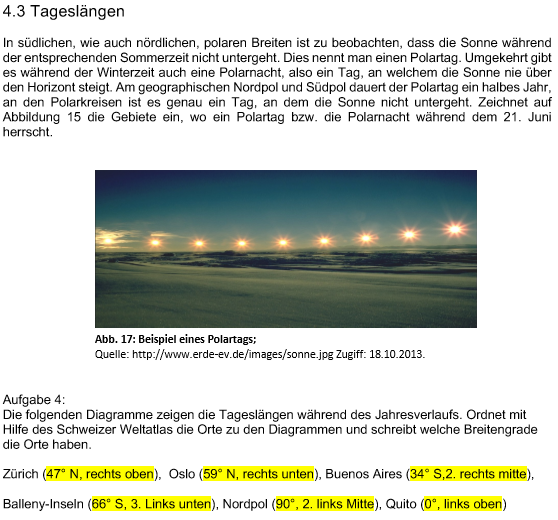 4.3 Tageslängen
In südlichen, wie auch nördlichen, polaren Breiten ist zu beobachten, dass die Sonne während
der entsprechenden Sommerzeit nicht untergeht. Dies nennt man einen Polartag. Umgekehrt gibt
es während der Winterzeit auch eine Polarnacht, also ein Tag, an welchem die Sonne nie über
den Horizont steigt. Am geographischen Nordpol und Südpol dauert der Polartag ein halbes Jahr,
an den Polarkreisen ist es genau ein Tag, an dem die Sonne nicht untergeht. Zeichnet auf
Abbildung 15 die Gebiete ein, wo ein Polartag bzw. die Polarnacht während dem 21. Juni
herrscht.
Abb. 17: Beispiel eines Polartags;
Quelle: http://www.erde-ev.de/images/sonne.jpg Zugiff: 18.10.2013.
Aufgabe 4:
Die folgenden Diagramme zeigen die Tageslängen während des Jahresverlaufs. Ordnet mit
Hilfe des Schweizer Weltatlas die Orte zu den Diagrammen und schreibt welche Breitengrade
die Orte haben.
Zürich (47° N, rechts oben), Oslo (59° N, rechts unten), Buenos Aires (34° S,2. rechts mitte),
Balleny-Inseln (66° S, 3. Links unten), Nordpol (90°, 2. links Mitte), Quito (0°, links oben)